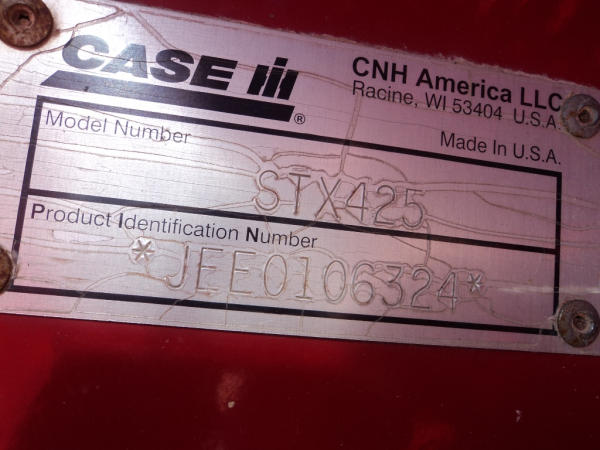 CASE IH®
CNH America LLC
Racine, WI 53404 U.S.A.
Made In U.S.A.
Model Number
STX425
Product Identification Number
*JEE0106324*